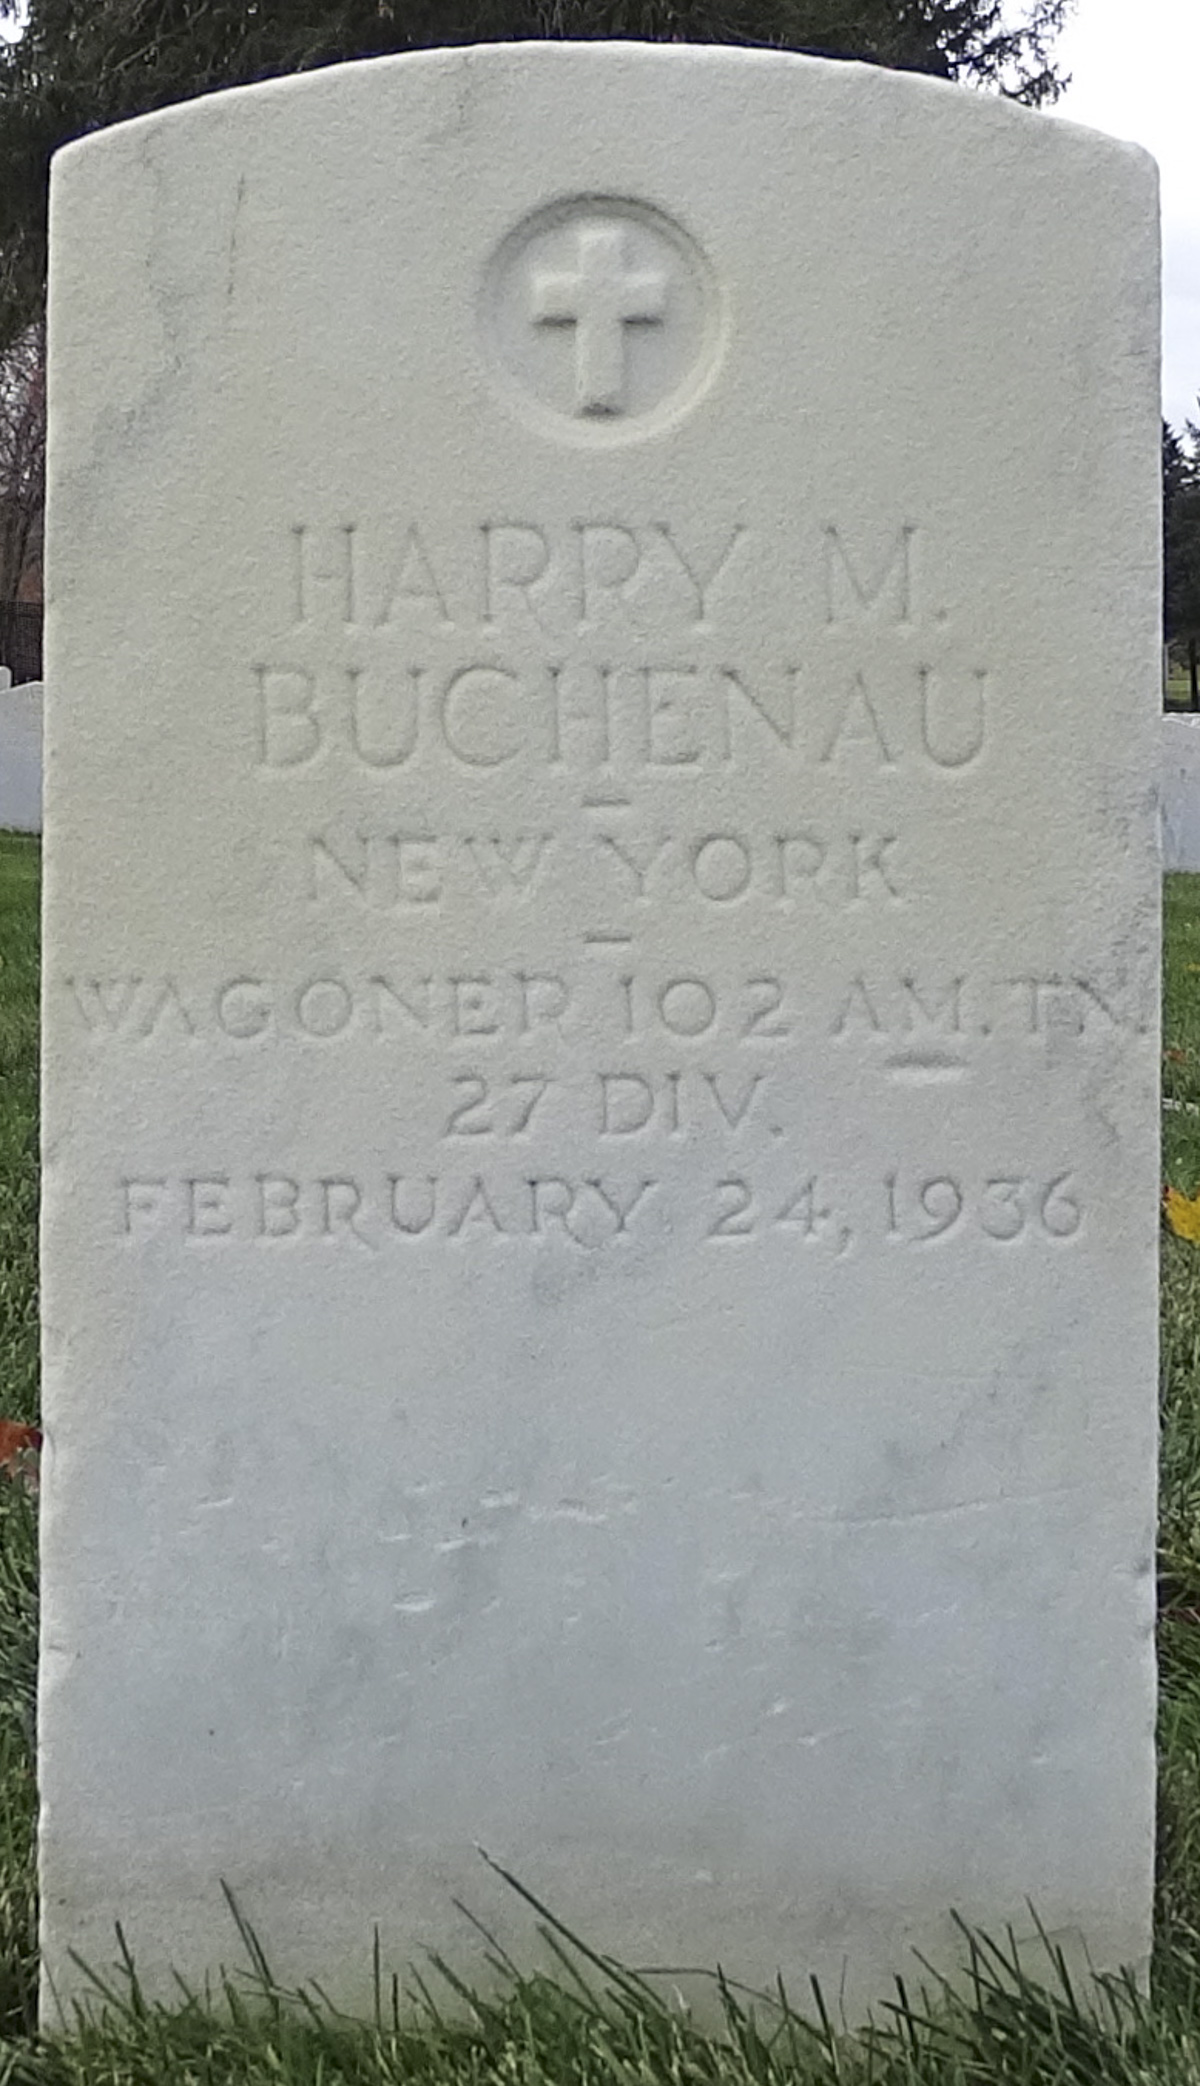 HARRY M.
BUCHENAU
NEW YORK
WAGONER 102 AM. TN.
27 DIV.
FEBRUARY 24, 1936